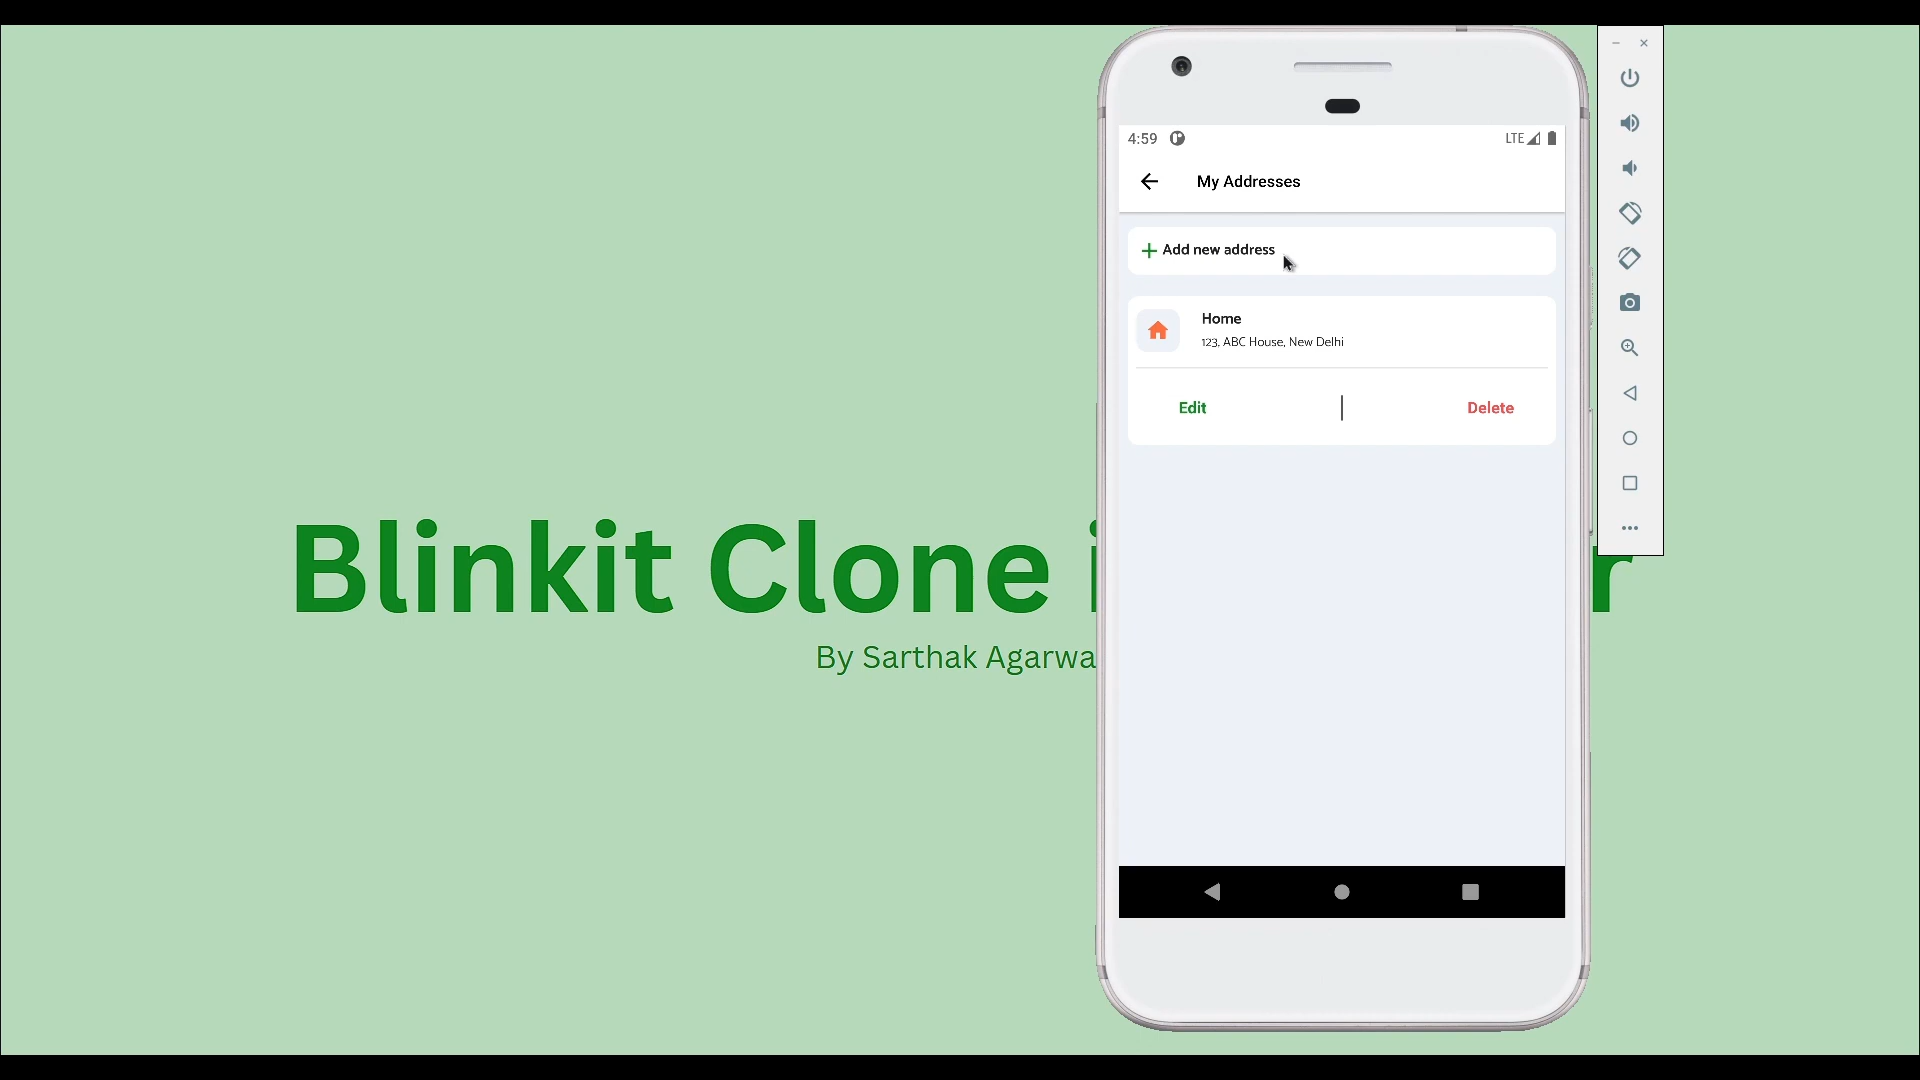 4:59 LTE
My Addresses
+ Add new address
Home
123, ABC House, New Delhi
Edit | Delete
Blinkit Clone i r
By Sarthak Agarwa